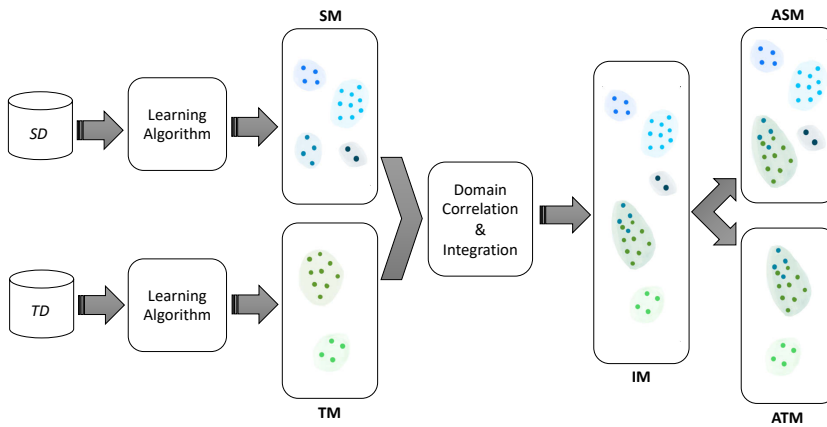 SM
ASM
SD
Learning
Algorithm
Domain
Correlation
&
Integration
TD
Learning
Algorithm
TM
IM
ATM